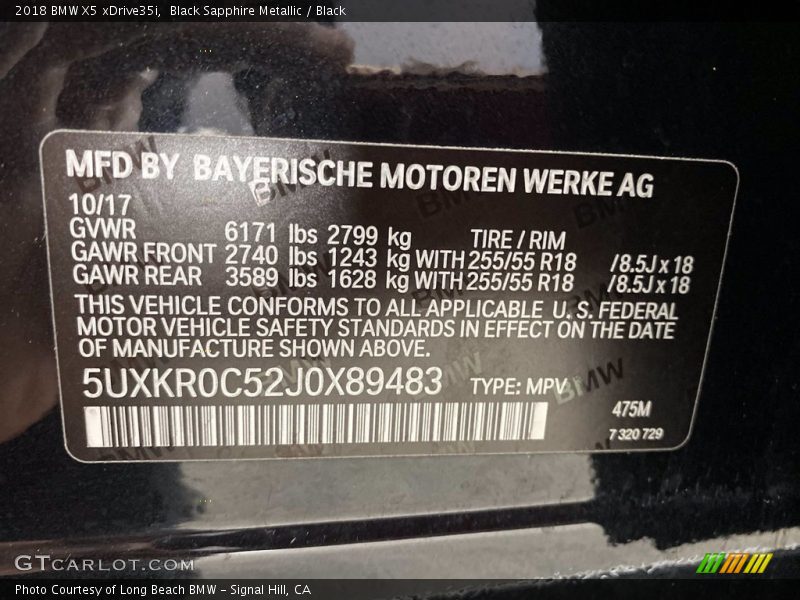 2018 BMW X5 xDrive35i, Black Sapphire Metallic / Black
MFD BY BAYERISCHE MOTOREN WERKE AG
10/17
GVWR 6171 lbs 2799 kg TIRE / RIM
GAWR FRONT 2740 lbs 1243 kg WITH 255/55 R18 /8.5J x 18
GAWR REAR 3589 lbs 1628 kg WITH 255/55 R18 /8.5J x 18
THIS VEHICLE CONFORMS TO ALL APPLICABLE U. S. FEDERAL
MOTOR VEHICLE SAFETY STANDARDS IN EFFECT ON THE DATE
OF MANUFACTURE SHOWN ABOVE.
5UXKR0C52J0X89483 TYPE: MPV
475M
7 320 729
GTCARLOT.COM
Photo Courtesy of Long Beach BMW - Signal Hill, CA